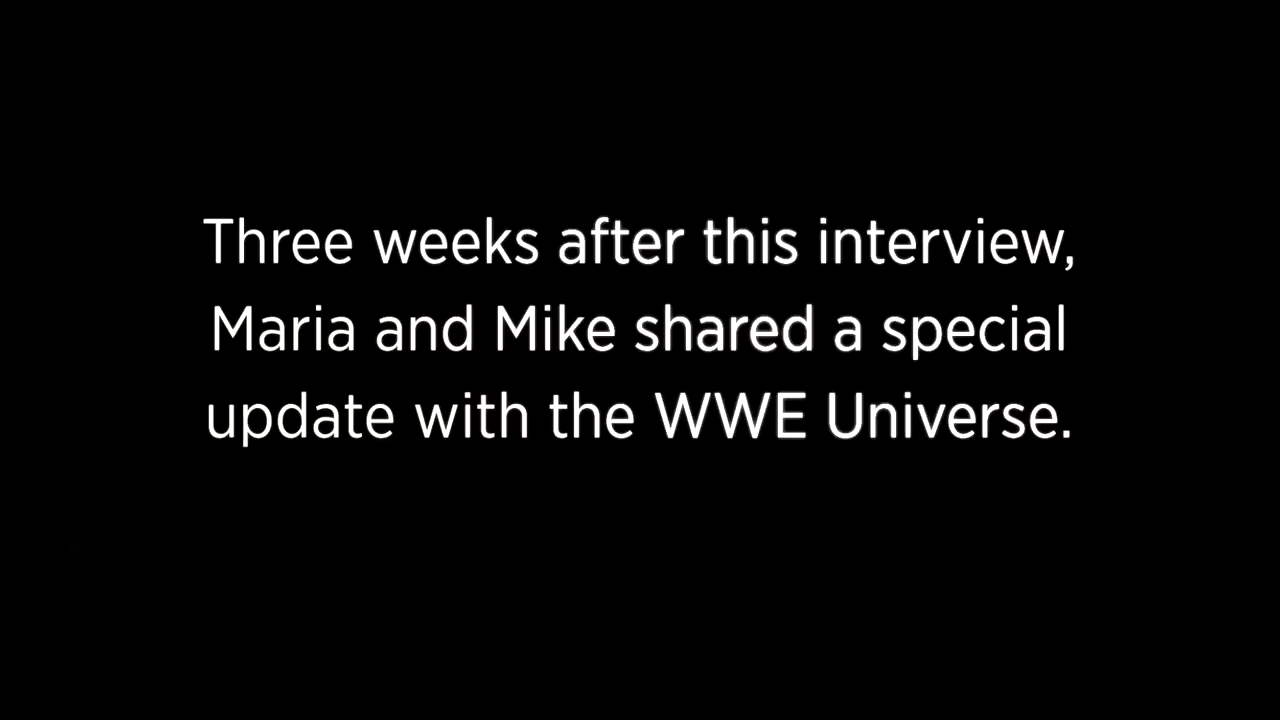 Three weeks after this interview,
Maria and Mike shared a special
update with the WWE Universe.